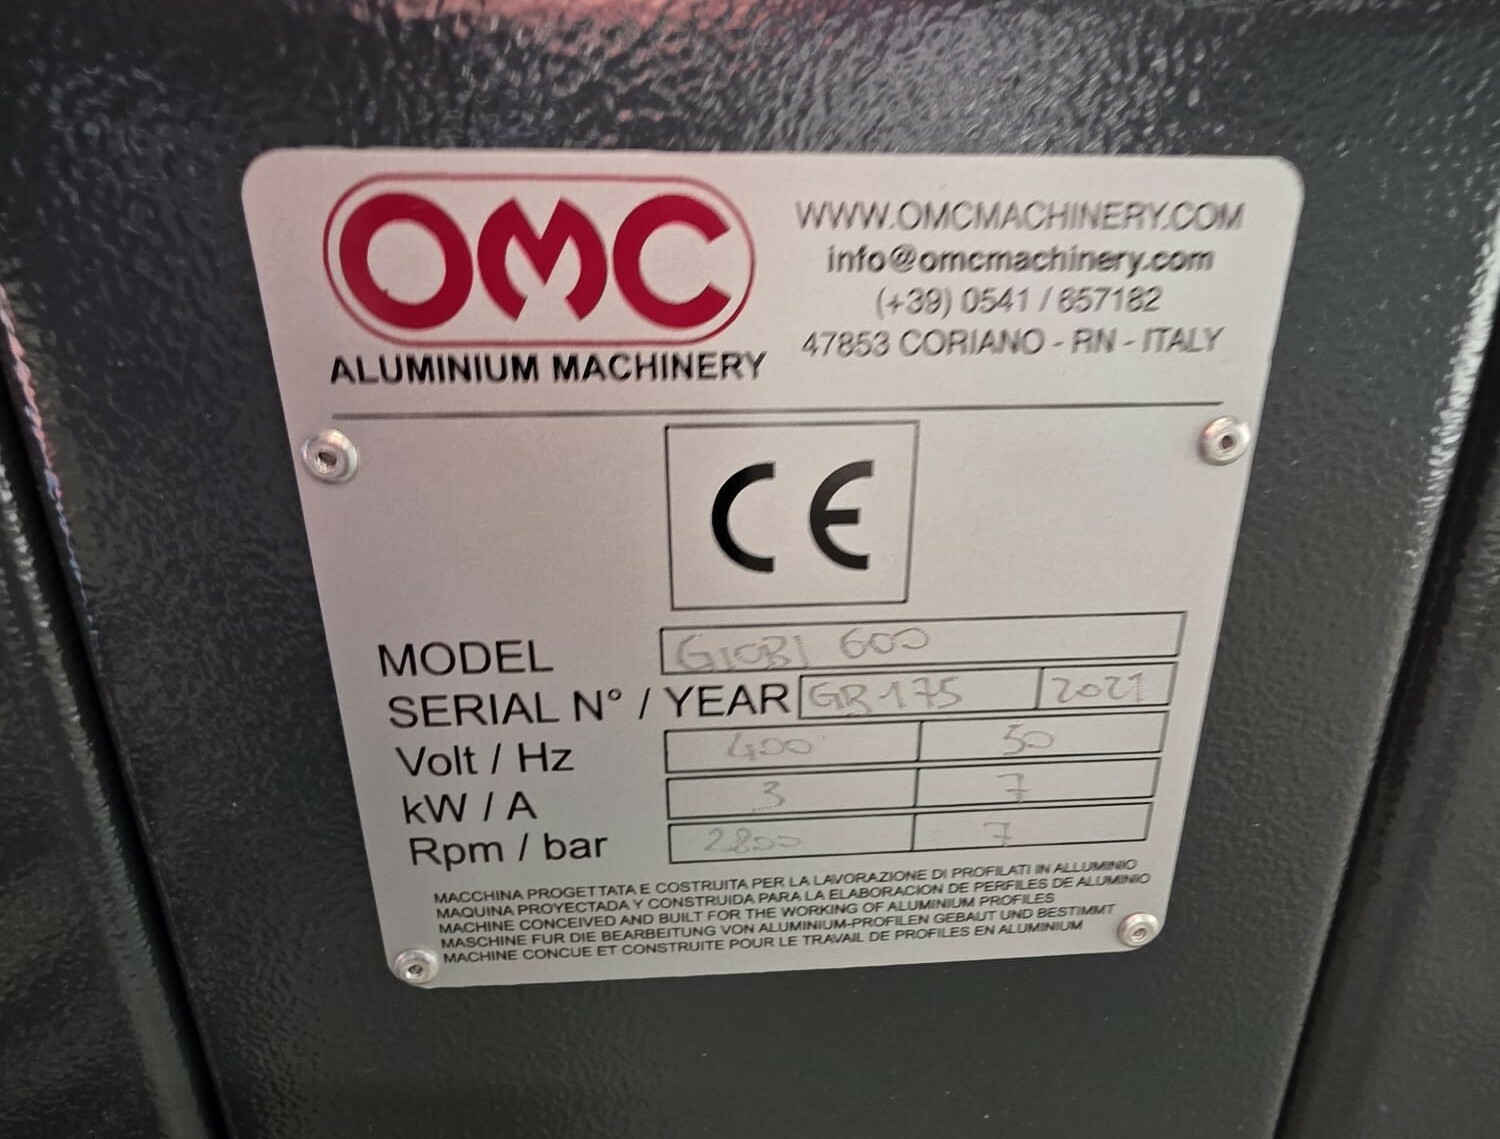 OMC
ALUMINIUM MACHINERY
WWW.OMCMACHINERY.COM
info@omcmachinery.com
(+39) 0541 / 657182
47853 CORIANO - RN - ITALY
CE
MODEL GIOBI 600
SERIAL N° / YEAR GB175 2021
Volt / Hz 400 50
kW / A 3 7
Rpm / bar 2800 7
MACCHINA PROGETTATA E COSTRUITA PER LA LAVORAZIONE DI PROFILATI IN ALLUMINIO
MAQUINA PROYECTADA Y CONSTRUIDA PARA LA ELABORACION DE PERFILES DE ALUMINIO
MACHINE CONCEIVED AND BUILT FOR THE WORKING OF ALUMINIUM PROFILES
MASCHINE FUR DIE BEARBEITUNG VON ALUMINIUM-PROFILEN GEBAUT UND BESTIMMT
MACHINE CONCUE ET CONSTRUITE POUR LE TRAVAIL DE PROFILES EN ALUMINIUM